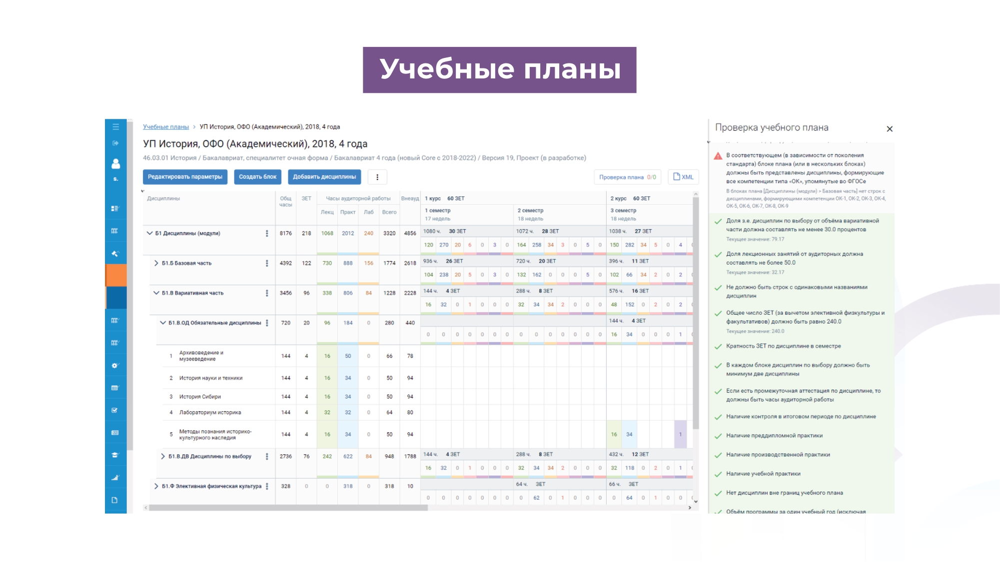 Учебные планы
Учебные планы > УП История, ОФО (Академический), 2018, 4 года
УП История, ОФО (Академический), 2018, 4 года
46.03.01 История / Бакалавриат, специалитет очная форма / Бакалавриат 4 года (новый Core с 2018-2022) / Версия 19, Проект (в разработке)
Редактировать параметры Создать блок Добавить дисциплины Проверка плана 0/0 XML
s.
Дисциплины Общ часы ЗЕТ Часы аудиторной работы Внеауд 1 курс 60 ЗЕТ 2 курс 60 ЗЕТ
Лекц Практ Лаб Всего 1 семестр 2 семестр 3 семестр
17 недель 18 недель 18 недель
Б1 Дисциплины (модули) 8176 218 1068 2012 240 3320 4856 1080 ч. 30 ЗЕТ 1072 ч. 28 ЗЕТ 1038 ч. 27 ЗЕТ
120 270 20 6 0 3 0 164 258 34 3 0 5 0 150 282 34 5 0 4
Б1.Б Базовая часть 4392 122 730 888 156 1774 2618 936 ч. 26 ЗЕТ 720 ч. 20 ЗЕТ 396 ч. 11 ЗЕТ
104 238 20 5 0 3 0 132 162 0 0 0 5 0 102 66 34 2 0 2
Б1.В Вариативная часть 3456 96 338 806 84 1228 2228 144 ч. 4 ЗЕТ 288 ч. 8 ЗЕТ 576 ч. 16 ЗЕТ
16 32 0 1 0 0 0 32 34 34 2 0 0 0 48 152 0 2 0 2
Б1.В.ОД Обязательные дисциплины 720 20 96 184 0 280 440 144 ч. 4 ЗЕТ
0 0 0 0 0 0 0 0 0 0 0 0 0 0 16 34 0 0 0 1
1 Архивоведение и музееведение 144 4 16 50 0 66 78
2 История науки и техники 144 4 16 34 0 50 94
3 История Сибири 144 4 16 34 0 50 94
4 Лабораториум историка 144 4 32 32 0 64 80
5 Методы познания историко-культурного наследия 144 4 16 34 0 50 94 16 34 1
Б1.В.ДВ Дисциплины по выбору 2736 76 242 622 84 948 1788 144 ч. 4 ЗЕТ 288 ч. 8 ЗЕТ 432 ч. 12 ЗЕТ
16 32 0 1 0 0 0 32 34 34 2 0 0 0 32 118 0 2 0 1
Б1.Ф Элективная физическая культура 328 0 0 318 0 318 10 64 ч. ЗЕТ 66 ч. ЗЕТ
0 0 0 0 0 0 0 0 62 0 1 0 0 0 0 64 0 1 0 0
Проверка учебного плана
В соответствующем (в зависимости от поколения
стандарта) блоке плана (или в нескольких блоках)
должны быть представлены дисциплины, формирующие
все компетенции типа «ОК», упомянутые во ФГОСе
В блоках плана [Дисциплины (модули) > Базовая часть] нет строк с
дисциплинами, формирующими компетенции ОК-1, ОК-2, ОК-3, ОК-4,
ОК-5, ОК-6, ОК-7, ОК-8, ОК-9
Доля з.е. дисциплин по выбору от объёма вариативной
части должна составлять не менее 30.0 процентов
Текущее значение: 79.17
Доля лекционных занятий от аудиторных должна
составлять не более 50.0
Текущее значение: 32.17
Не должно быть строк с одинаковыми названиями
дисциплин
Общее число ЗЕТ (за вычетом элективной физкультуры и
факультативов) должно быть равно 240.0
Текущее значение: 240.0
Кратность ЗЕТ по дисциплине в семестре
В каждом блоке дисциплин по выбору должно быть
минимум две дисциплины
Если есть промежуточная аттестация по дисциплине, то
должны быть часы аудиторной работы
Наличие контроля в итоговом периоде по дисциплине
Наличие преддипломной практики
Наличие производственной практики
Наличие учебной практики
Нет дисциплин вне границ учебного плана
Объём программы за один учебный год (исключая